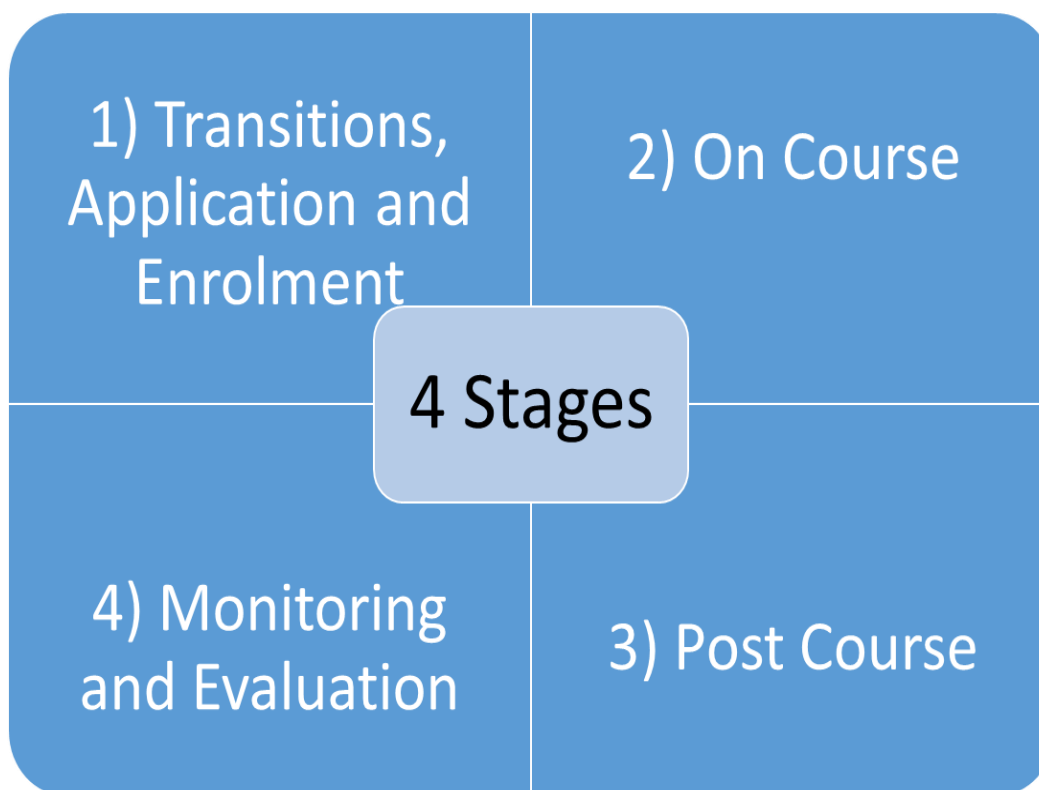 1) Transitions,
Application and
Enrolment
2) On Course
4 Stages
4) Monitoring
and Evaluation
3) Post Course